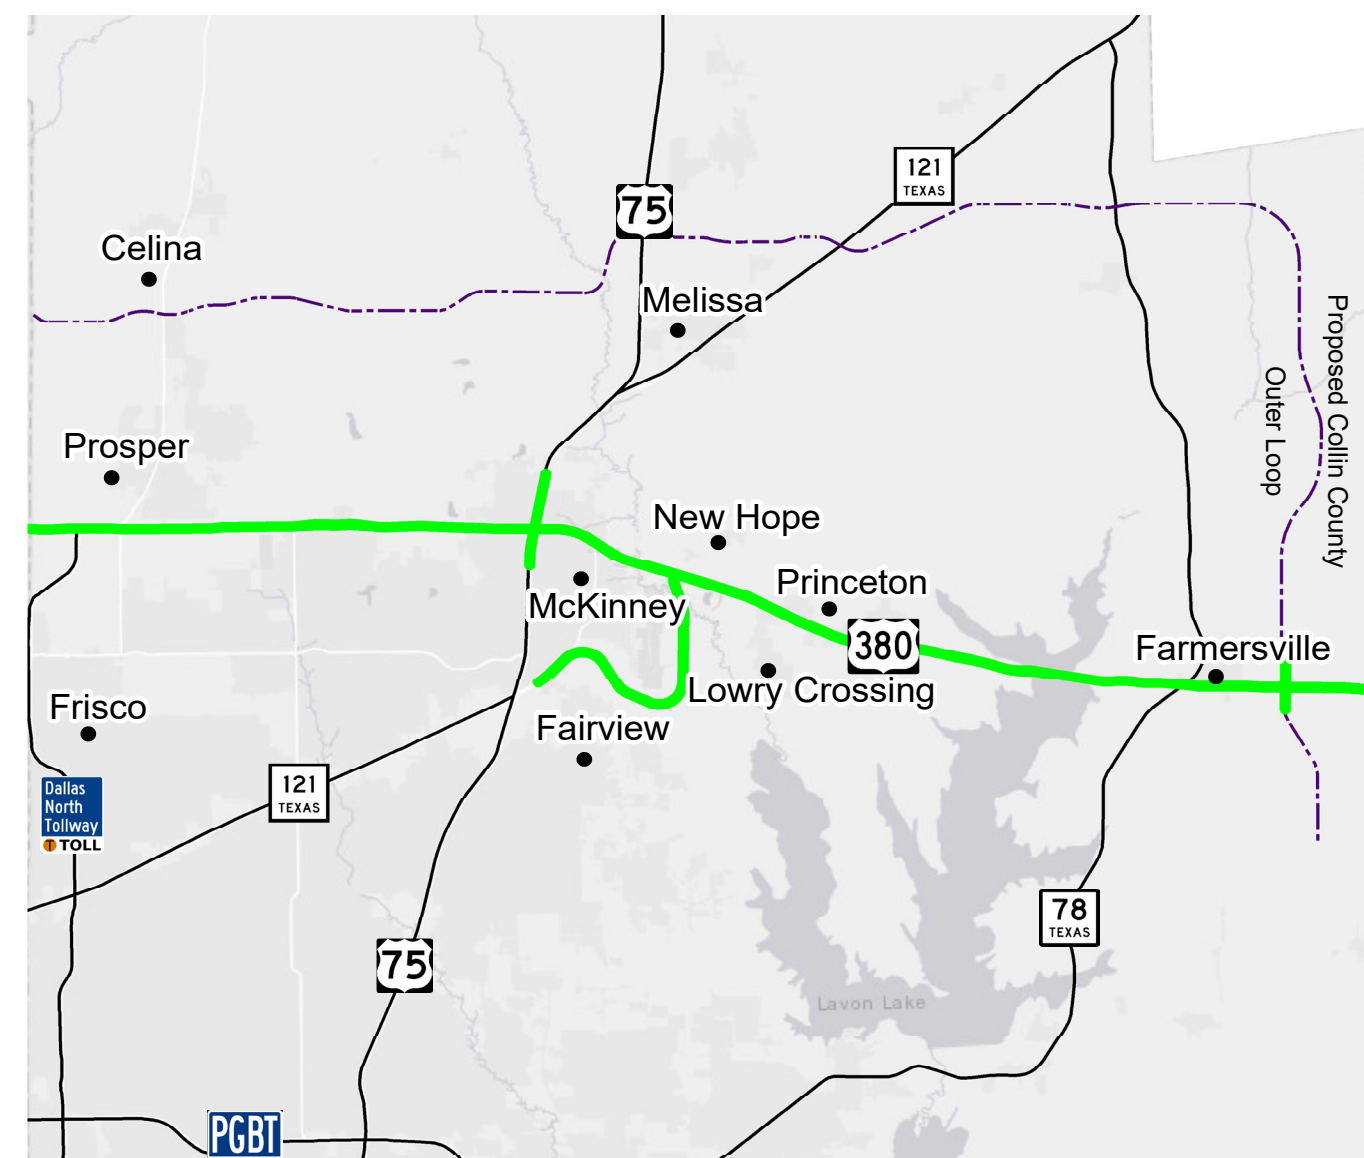 121
TEXAS
75
Celina
Melissa
Proposed Collin County
Outer Loop
Prosper
New Hope
Princeton
McKinney
380
Farmersville
Lowry Crossing
Frisco
Fairview
121
TEXAS
Dallas
North
Tollway
T TOLL
78
TEXAS
75
Lavon Lake
PGBT